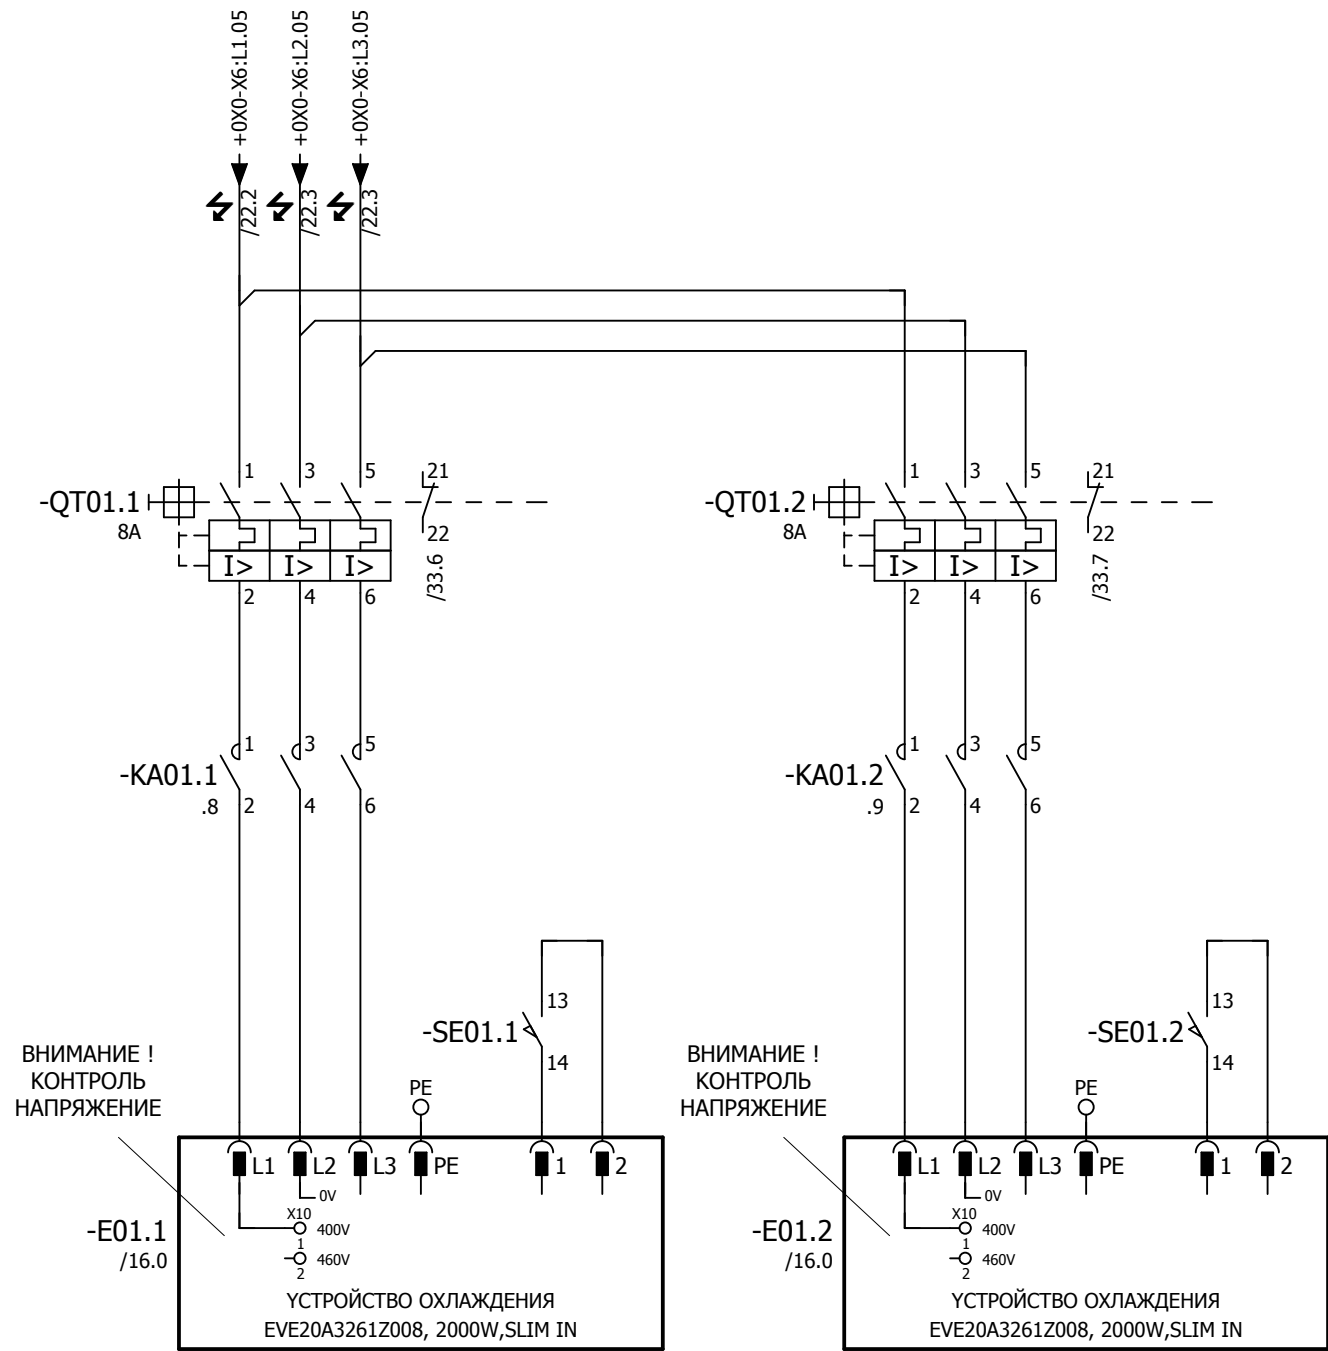 +0X0-X6:L1.05
+0X0-X6:L2.05
+0X0-X6:L3.05
/22.2
/22.3
/22.3
-QT01.1
8A
1 3 5 21
22
2 4 6
/33.6
-QT01.2
8A
1 3 5 21
22
2 4 6
/33.7
I> I> I>
I> I> I>
-KA01.1
.8
1 3 5
2 4 6
-KA01.2
.9
1 3 5
2 4 6
-SE01.1
13
14
-SE01.2
13
14
ВНИМАНИЕ !
КОНТРОЛЬ
НАПРЯЖЕНИЕ
PE
L1 L2 L3 PE 1 2
0V
X10
400V
1
460V
2
-E01.1
/16.0
YСТРОЙСТВО ОХЛАЖДЕНИЯ
EVE20A3261Z008, 2000W,SLIM IN
ВНИМАНИЕ !
КОНТРОЛЬ
НАПРЯЖЕНИЕ
PE
L1 L2 L3 PE 1 2
0V
X10
400V
1
460V
2
-E01.2
/16.0
YСТРОЙСТВО ОХЛАЖДЕНИЯ
EVE20A3261Z008, 2000W,SLIM IN